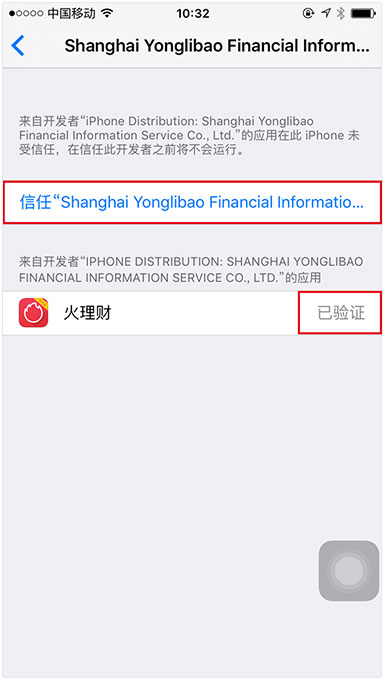 中国移动 10:32
Shanghai Yonglibao Financial Inform...
来自开发者“iPhone Distribution: Shanghai Yonglibao
Financial Information Service Co., Ltd.”的应用在此 iPhone 未
受信任，在信任此开发者之前将不会运行。
信任“Shanghai Yonglibao Financial Informatio...
来自开发者“IPHONE DISTRIBUTION: SHANGHAI YONGLIBAO
FINANCIAL INFORMATION SERVICE CO., LTD.”的应用
火理财 已验证